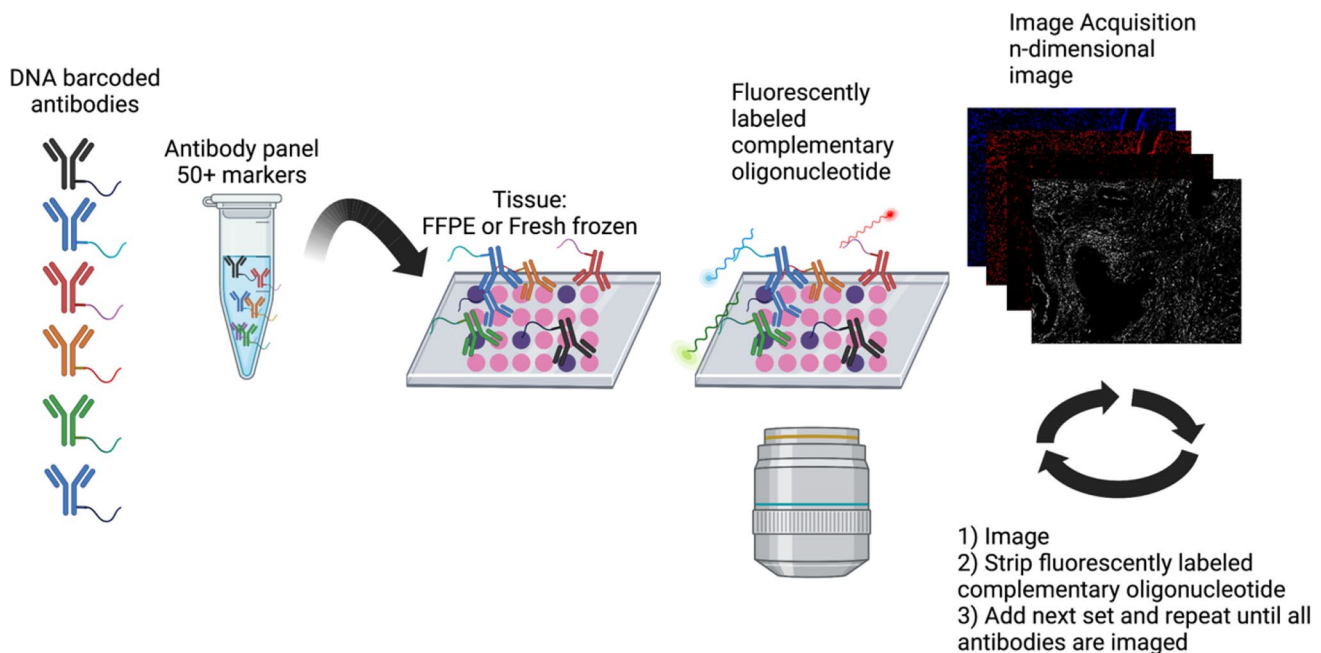 DNA barcoded
antibodies
Antibody panel
50+ markers
Tissue:
FFPE or Fresh frozen
Fluorescently
labeled
complementary
oligonucleotide
Image Acquisition
n-dimensional
image
1) Image
2) Strip fluorescently labeled
complementary oligonucleotide
3) Add next set and repeat until all
antibodies are imaged